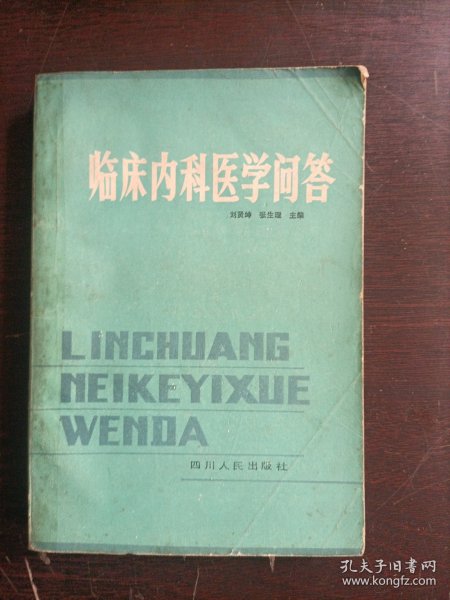 临床内科医学问答
刘贤峰 张生理 主编
LINCHUANG
NEIKEYIXUE
WENDA
四川人民出版社
孔夫子旧书网
www.kongfz.com